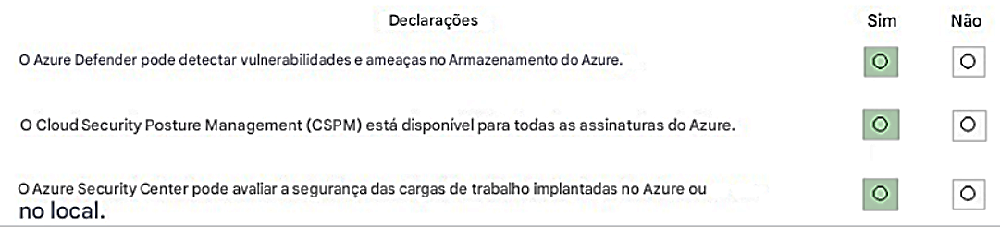 Declarações Sim Não
O Azure Defender pode detectar vulnerabilidades e ameaças no Armazenamento do Azure.
O Cloud Security Posture Management (CSPM) está disponível para todas as assinaturas do Azure.
O Azure Security Center pode avaliar a segurança das cargas de trabalho implantadas no Azure ou
no local.